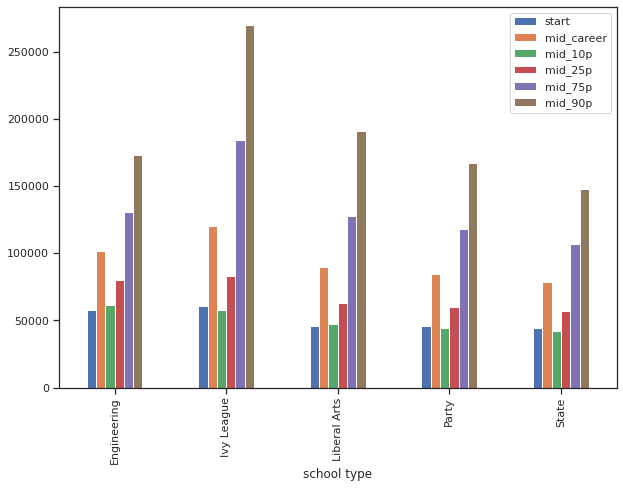 250000
200000
150000
100000
50000
0
start
mid_career
mid_10p
mid_25p
mid_75p
mid_90p
Engineering
Ivy League
Liberal Arts
Party
State
school type